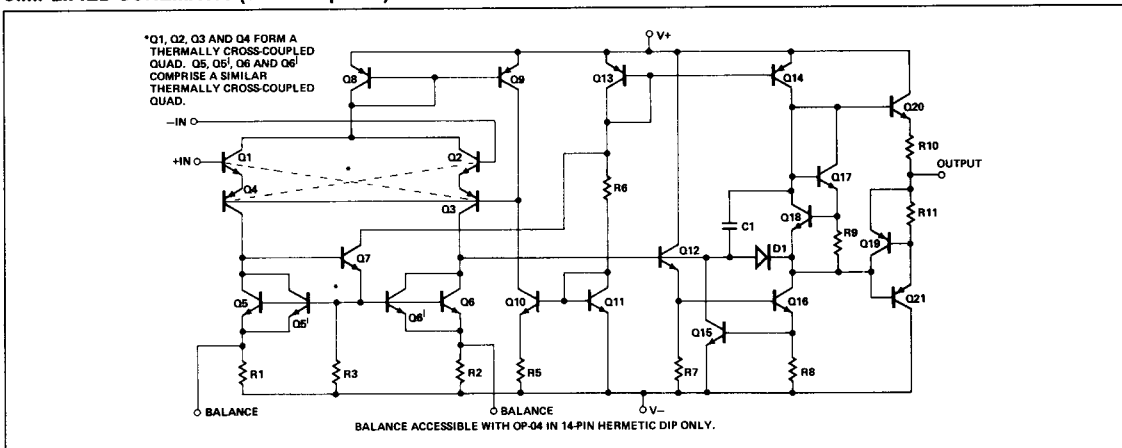 *Q1, Q2, Q3 AND Q4 FORM A
THERMALLY CROSS-COUPLED
QUAD. Q5, Q5|, Q6 AND Q6|
COMPRISE A SIMILAR
THERMALLY CROSS-COUPLED
QUAD.
V+
Q8
Q9
Q13
Q14
Q20
−IN
R10
+IN
Q1
*
Q2
OUTPUT
Q17
Q4
Q3
R6
R11
C1
Q18
Q19
R9
Q7
Q12
D1
*
Q5
Q5|
Q6|
Q6
Q10
Q11
Q16
Q21
Q15
R1
R3
R2
R5
R7
R8
BALANCE
BALANCE
V−
BALANCE ACCESSIBLE WITH OP-04 IN 14-PIN HERMETIC DIP ONLY.